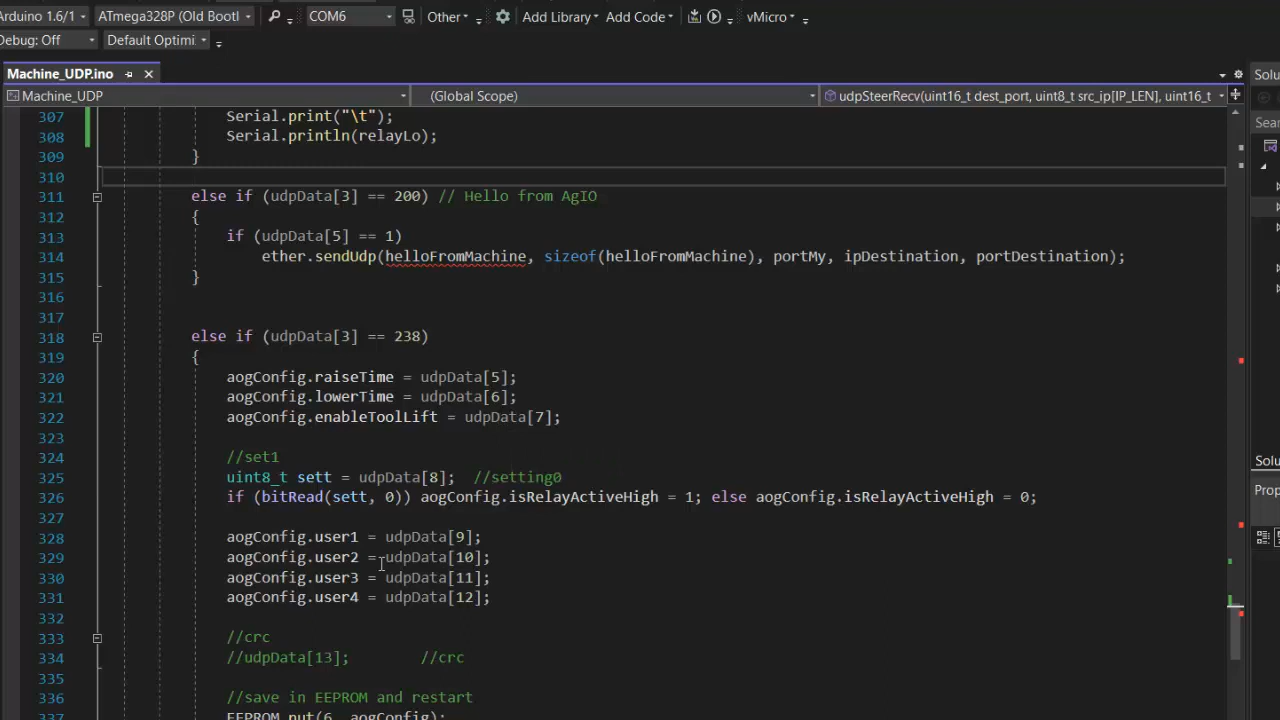 Arduino 1.6/1 ATmega328P (Old Bootl COM6 Other Add Library Add Code vMicro
Debug: Off Default Optimi
Machine_UDP.ino Solu
Machine_UDP (Global Scope) udpSteerRecv(uint16_t dest_port, uint8_t src_ip[IP_LEN], uint16_t
307 Serial.print("\t");
308 Serial.println(relayLo);
309 }
310
311 else if (udpData[3] == 200) // Hello from AgIO
312 {
313 if (udpData[5] == 1)
314 ether.sendUdp(helloFromMachine, sizeof(helloFromMachine), portMy, ipDestination, portDestination);
315 }
316
317
318 else if (udpData[3] == 238)
319 {
320 aogConfig.raiseTime = udpData[5];
321 aogConfig.lowerTime = udpData[6];
322 aogConfig.enableToolLift = udpData[7];
323
324 //set1
325 uint8_t sett = udpData[8]; //setting0
326 if (bitRead(sett, 0)) aogConfig.isRelayActiveHigh = 1; else aogConfig.isRelayActiveHigh = 0;
327
328 aogConfig.user1 = udpData[9];
329 aogConfig.user2 = udpData[10];
330 aogConfig.user3 = udpData[11];
331 aogConfig.user4 = udpData[12];
332
333 //crc
334 //udpData[13]; //crc
335
336 //save in EEPROM and restart
337 EEPROM.put(6, aogConfig);
Sear
Solu
Prop